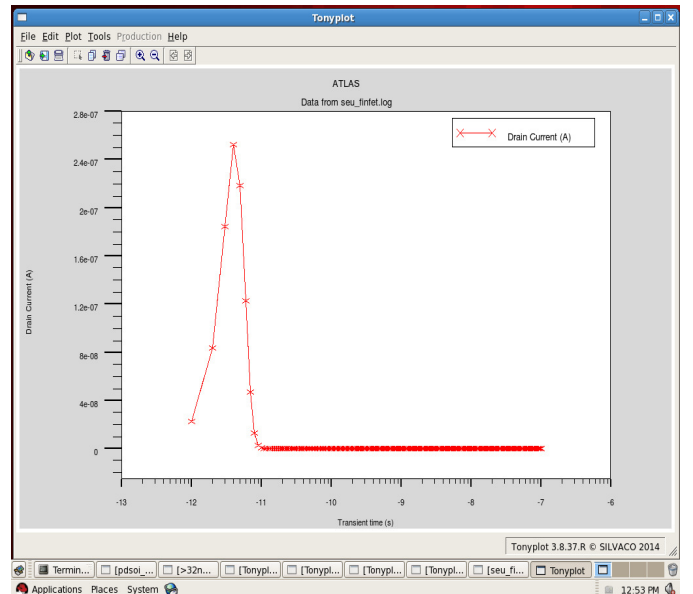 Tonyplot
File Edit Plot Tools Production Help
ATLAS
Data from seu_finfet.log
Drain Current (A)
2.8e-07
2.4e-07
2e-07
1.6e-07
1.2e-07
8e-08
4e-08
0
Drain Current (A)
-13 -12 -11 -10 -9 -8 -7 -6
Transient time (s)
Tonyplot 3.8.37.R © SILVACO 2014
Termin... [pdsoi_... [>32n... [Tonypl... [Tonypl... [Tonypl... [Tonypl... [seu_fi... Tonyplot
Applications Places System 12:53 PM